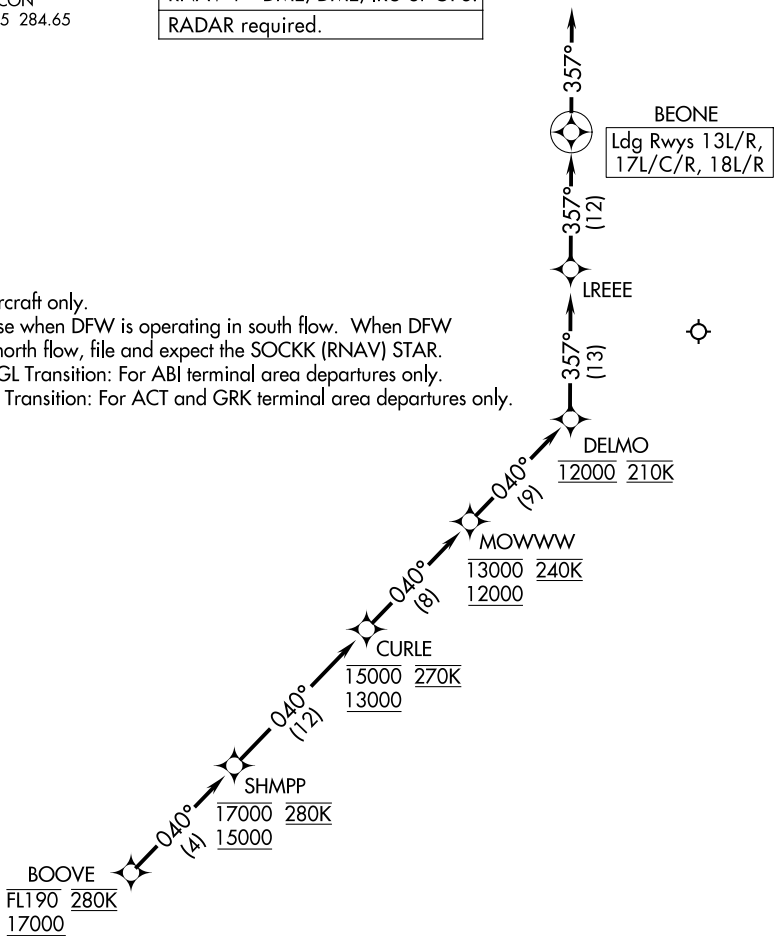 5 284.65
RADAR required.
357°
BEONE
Ldg Rwys 13L/R,
17L/C/R, 18L/R
357°
(12)
LREEE
rcraft only.
se when DFW is operating in south flow. When DFW
north flow, file and expect the SOCKK (RNAV) STAR.
GL Transition: For ABI terminal area departures only.
Transition: For ACT and GRK terminal area departures only.
357°
(13)
DELMO
12000 210K
040°
(9)
MOWWW
13000 240K
12000
040°
(8)
CURLE
15000 270K
13000
040°
(12)
SHMPP
17000 280K
15000
040°
(4)
BOOVE
FL190 280K
17000